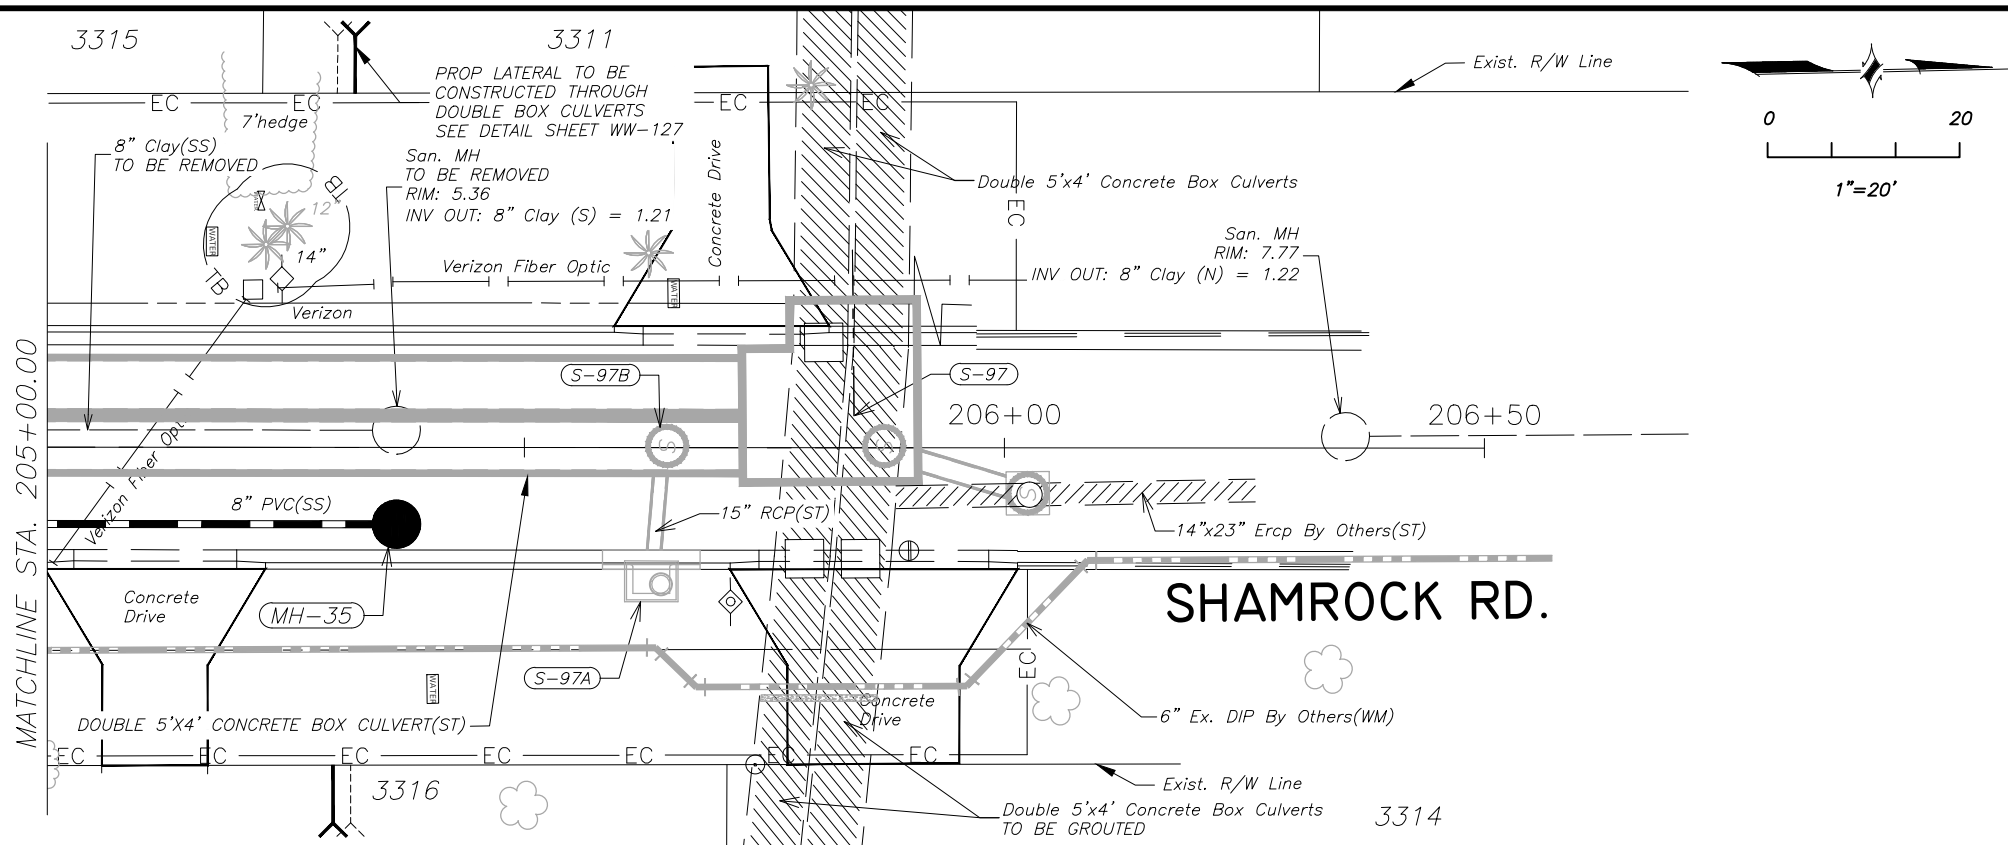 3315
3311
PROP LATERAL TO BE
CONSTRUCTED THROUGH
DOUBLE BOX CULVERTS
SEE DETAIL SHEET WW-127
Exist. R/W Line
0 20
1"=20'
EC EC EC EC
7'hedge
8" Clay(SS)
TO BE REMOVED
San. MH
TO BE REMOVED
RIM: 5.36
INV OUT: 8" Clay (S) = 1.21
Concrete Drive
Double 5'x4' Concrete Box Culverts
EC
San. MH
RIM: 7.77
INV OUT: 8" Clay (N) = 1.22
TB
12"
14"
WATER
WATER
TB
Verizon Fiber Optic
WATER
Verizon
MATCHLINE STA. 205+00.00
S-97B
S-97
206+00
206+50
Verizon Fiber Opt.
S
S
8" PVC(SS)
15" RCP(ST)
14"x23" Ercp By Others(ST)
SHAMROCK RD.
Concrete
Drive
MH-35
S-97A
EC
WATER
Concrete
Drive
6" Ex. DIP By Others(WM)
DOUBLE 5'X4' CONCRETE BOX CULVERT(ST)
EC EC EC EC EC EC EC
3316
Exist. R/W Line
Double 5'x4' Concrete Box Culverts
TO BE GROUTED
3314